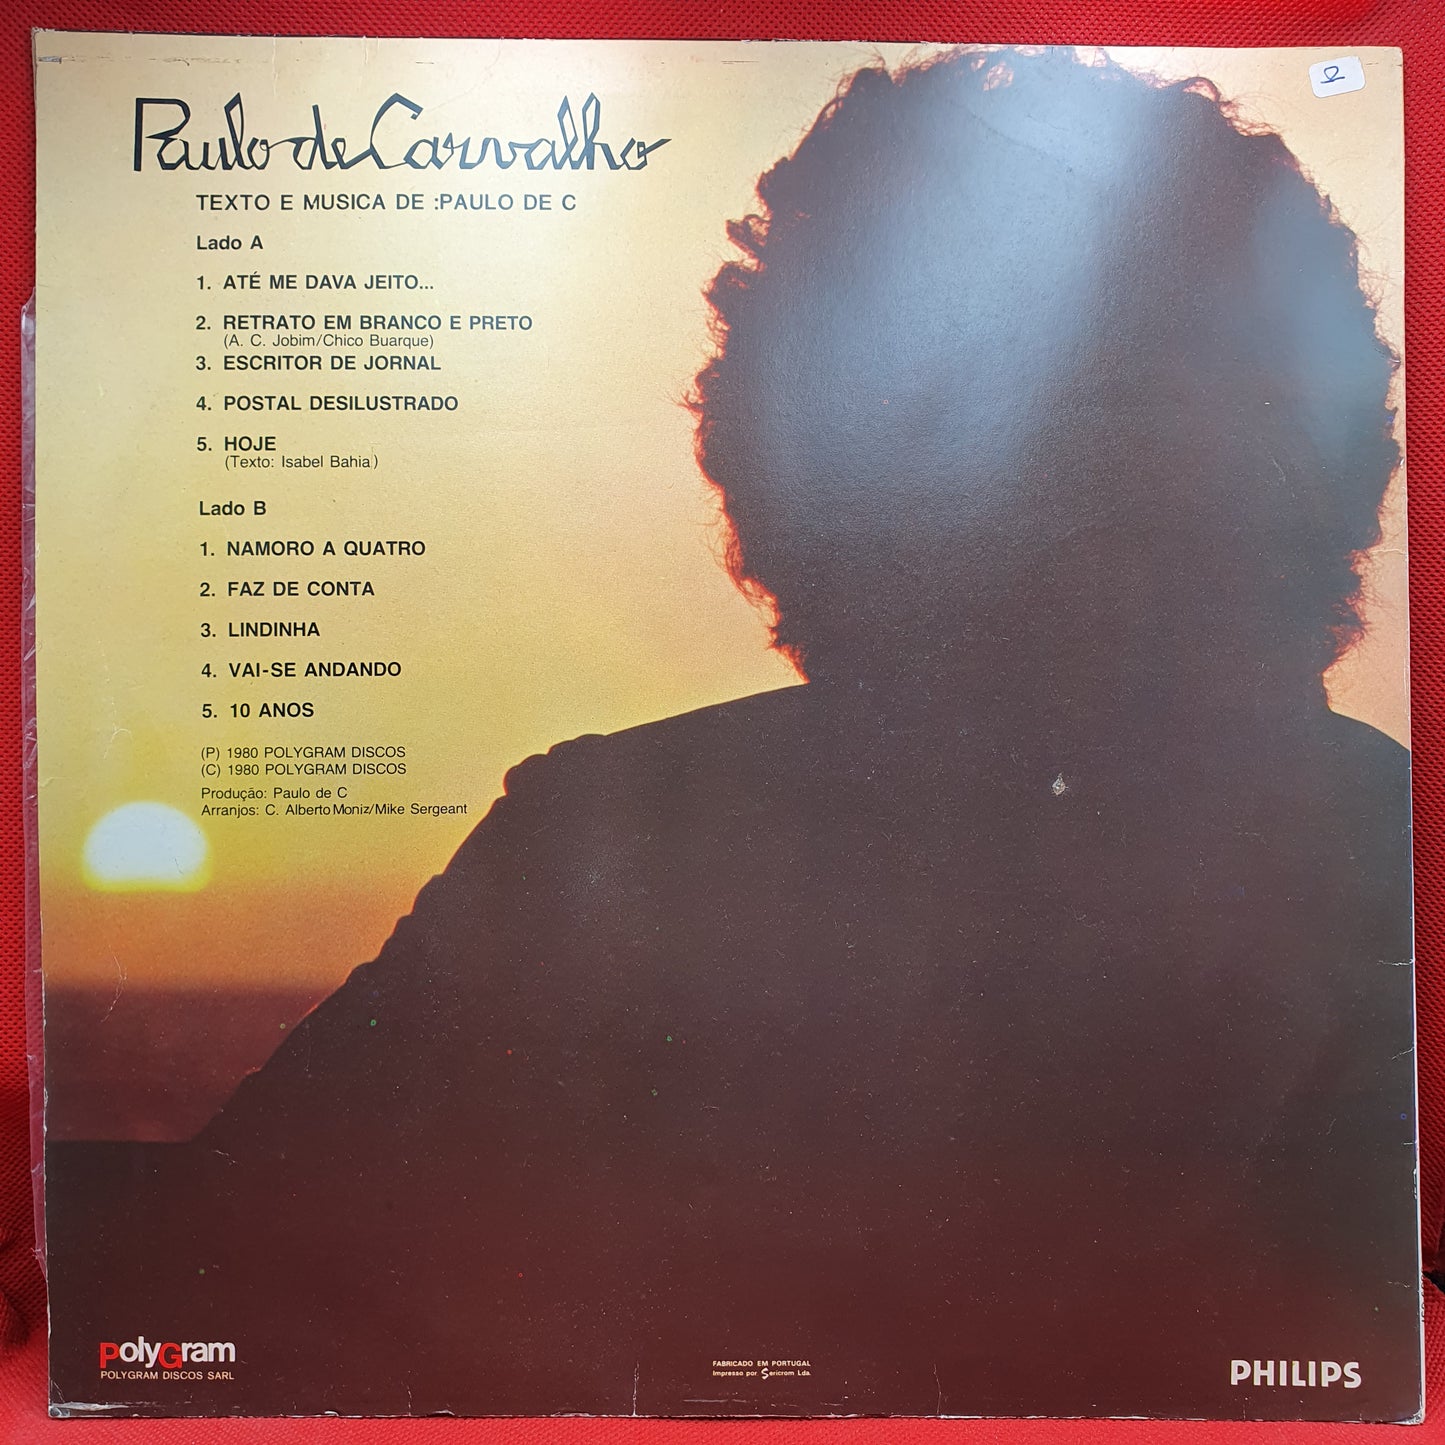 Paulo de Carvalho
TEXTO E MUSICA DE :PAULO DE C
Lado A
1. ATÉ ME DAVA JEITO...
2. RETRATO EM BRANCO E PRETO
(A. C. Jobim/Chico Buarque)
3. ESCRITOR DE JORNAL
4. POSTAL DESILUSTRADO
5. HOJE
(Texto: Isabel Bahia)
Lado B
1. NAMORO A QUATRO
2. FAZ DE CONTA
3. LINDINHA
4. VAI-SE ANDANDO
5. 10 ANOS
(P) 1980 POLYGRAM DISCOS
(C) 1980 POLYGRAM DISCOS
Produção: Paulo de C
Arranjos: C. Alberto Moniz/Mike Sergeant
PolyGram
POLYGRAM DISCOS SARL
FABRICADO EM PORTUGAL
Impresso por Sericrom Lda.
PHILIPS